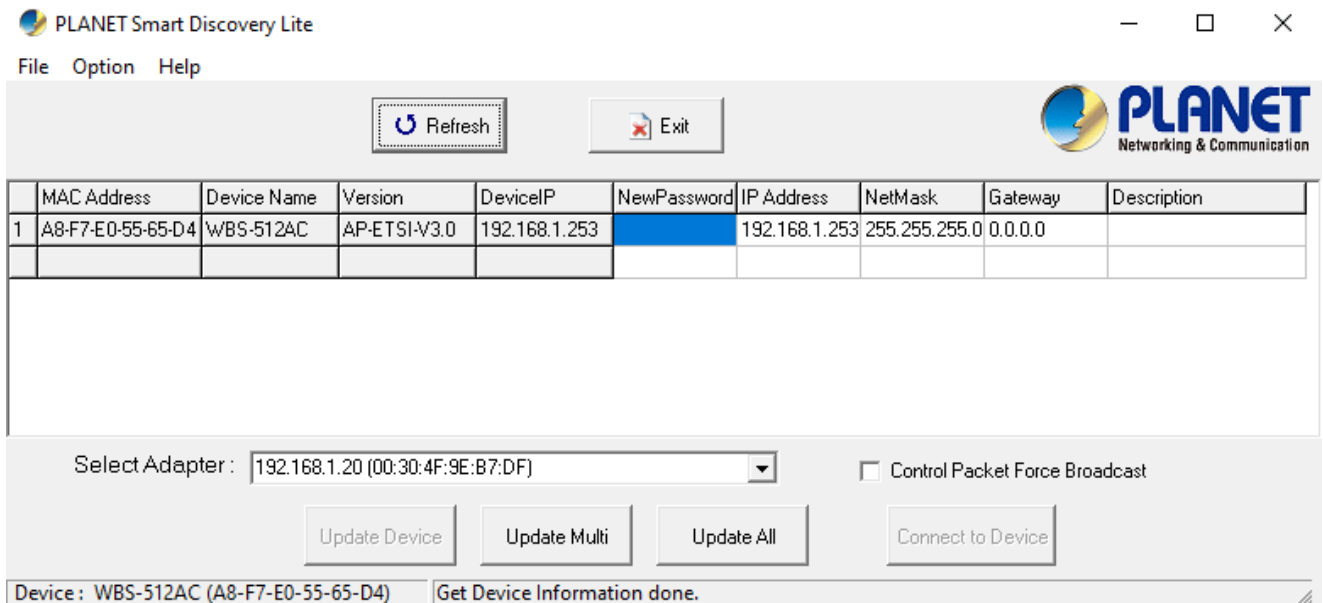 PLANET Smart Discovery Lite
File Option Help
Refresh Exit
PLANET
Networking & Communication
MAC Address Device Name Version DeviceIP NewPassword IP Address NetMask Gateway Description
1 A8-F7-E0-55-65-D4 WBS-512AC AP-ETSI-V3.0 192.168.1.253 192.168.1.253 255.255.255.0 0.0.0.0
Select Adapter : 192.168.1.20 (00:30:4F:9E:B7:DF) Control Packet Force Broadcast
Update Device Update Multi Update All Connect to Device
Device : WBS-512AC (A8-F7-E0-55-65-D4) Get Device Information done.